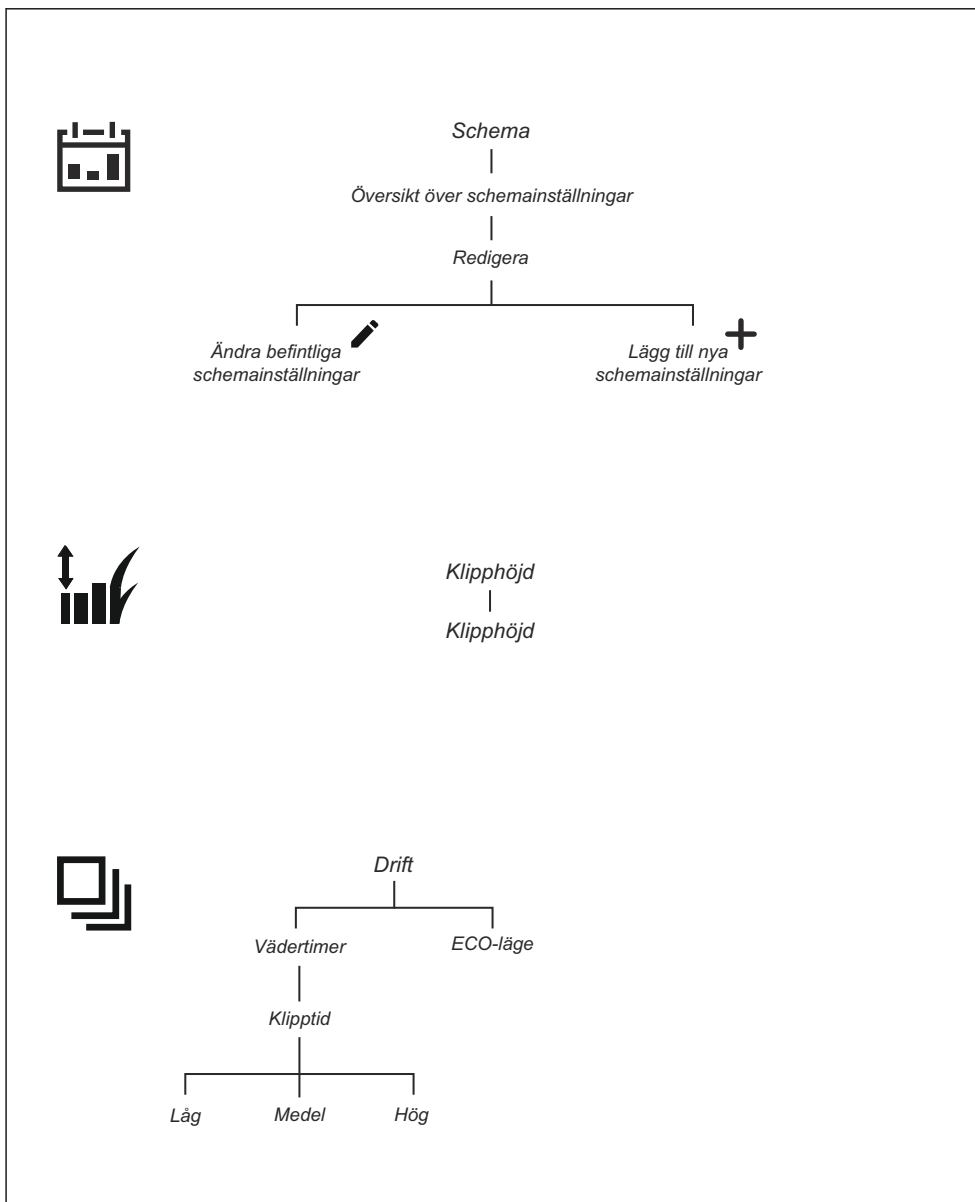 Schema
Översikt över schemainställningar
Redigera
Ändra befintliga
schemainställningar
Lägg till nya
schemainställningar
Klipphöjd
Klipphöjd
Drift
Vädertimer
ECO-läge
Klipptid
Låg
Medel
Hög